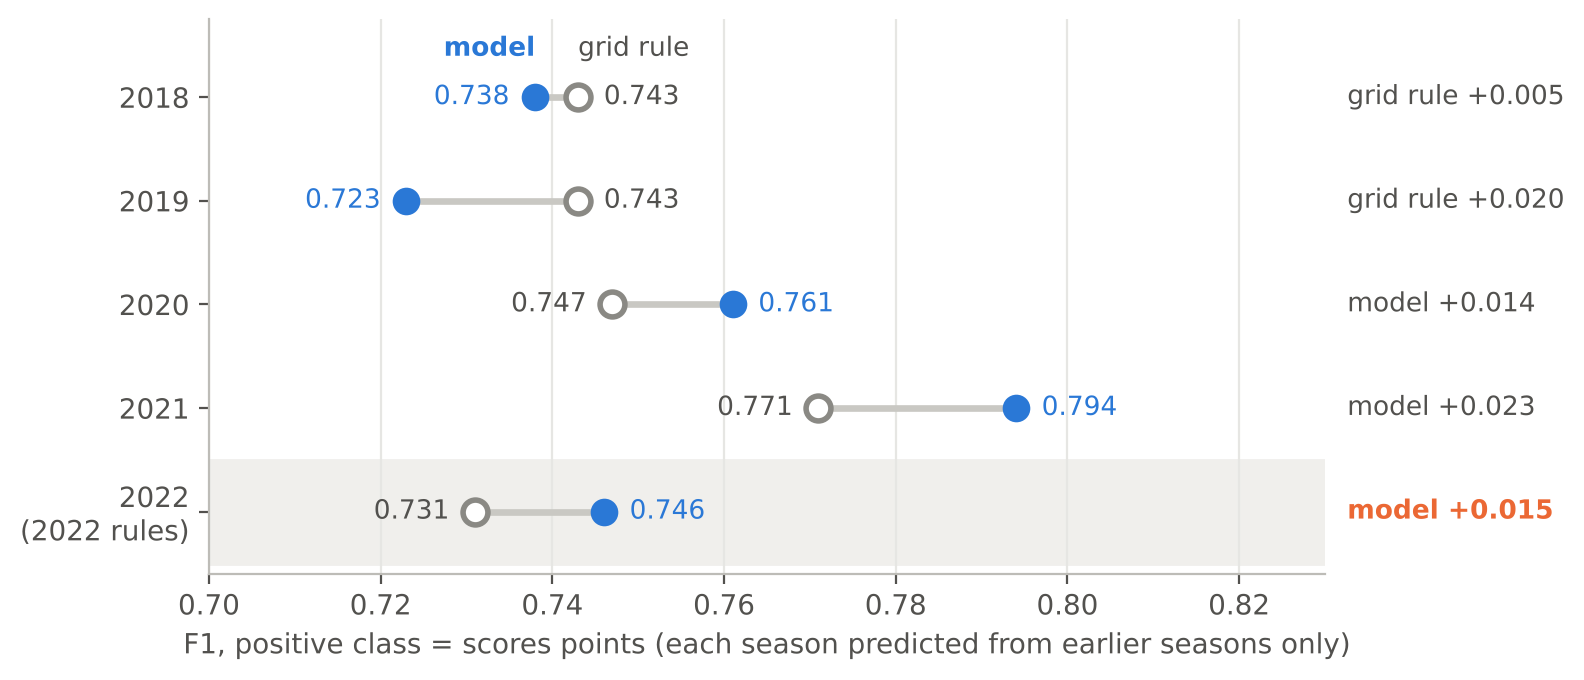 model grid rule
2018 0.738 0.743 grid rule +0.005
2019 0.723 0.743 grid rule +0.020
2020 0.747 0.761 model +0.014
2021 0.771 0.794 model +0.023
2022
(2022 rules) 0.731 0.746 model +0.015
0.70 0.72 0.74 0.76 0.78 0.80 0.82
F1, positive class = scores points (each season predicted from earlier seasons only)